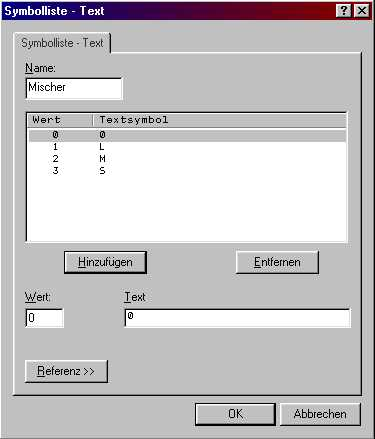 Symbolliste - Text
Symbolliste - Text
Name:
Mischer
Wert Textsymbol
0 0
1 L
2 M
3 S
Hinzufügen Entfernen
Wert: Text
0 0
Referenz >>
OK Abbrechen